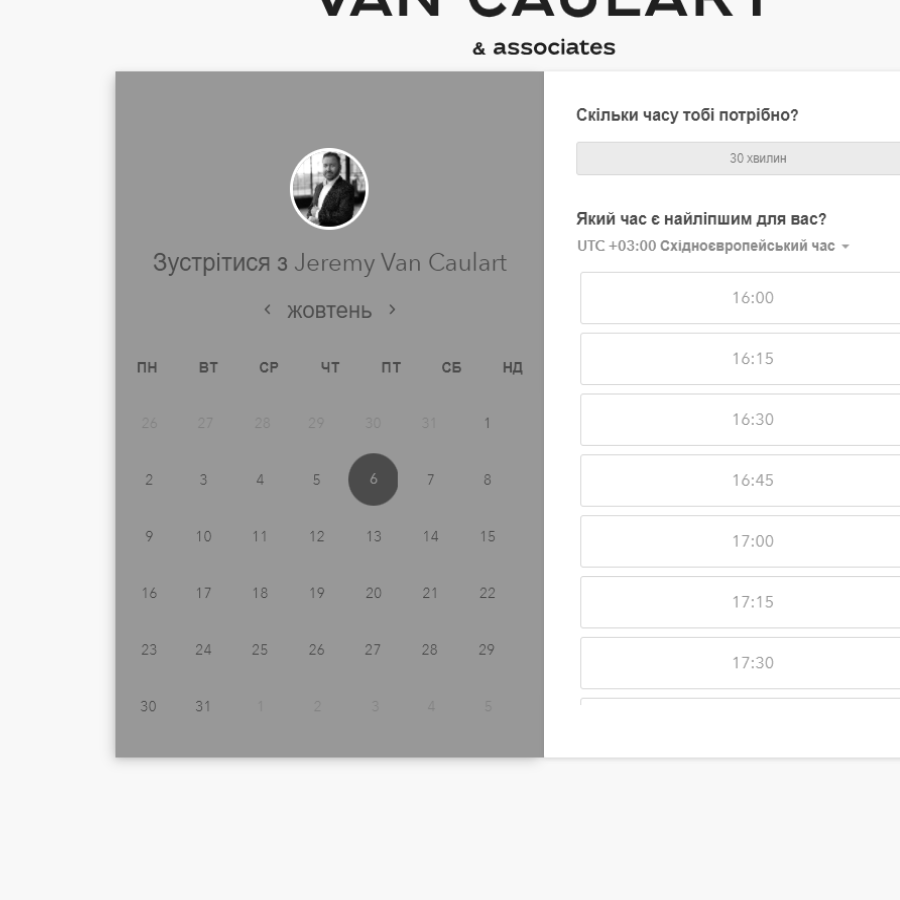 VAN CAULART
& associates
Зустрітися з Jeremy Van Caulart
жовтень
ПН ВТ СР ЧТ ПТ СБ НД
26 27 28 29 30 31 1
2 3 4 5 6 7 8
9 10 11 12 13 14 15
16 17 18 19 20 21 22
23 24 25 26 27 28 29
30 31 1 2 3 4 5
Скільки часу тобі потрібно?
30 хвилин
Який час є найліпшим для вас?
UTC +03:00 Східноєвропейський час
16:00
16:15
16:30
16:45
17:00
17:15
17:30